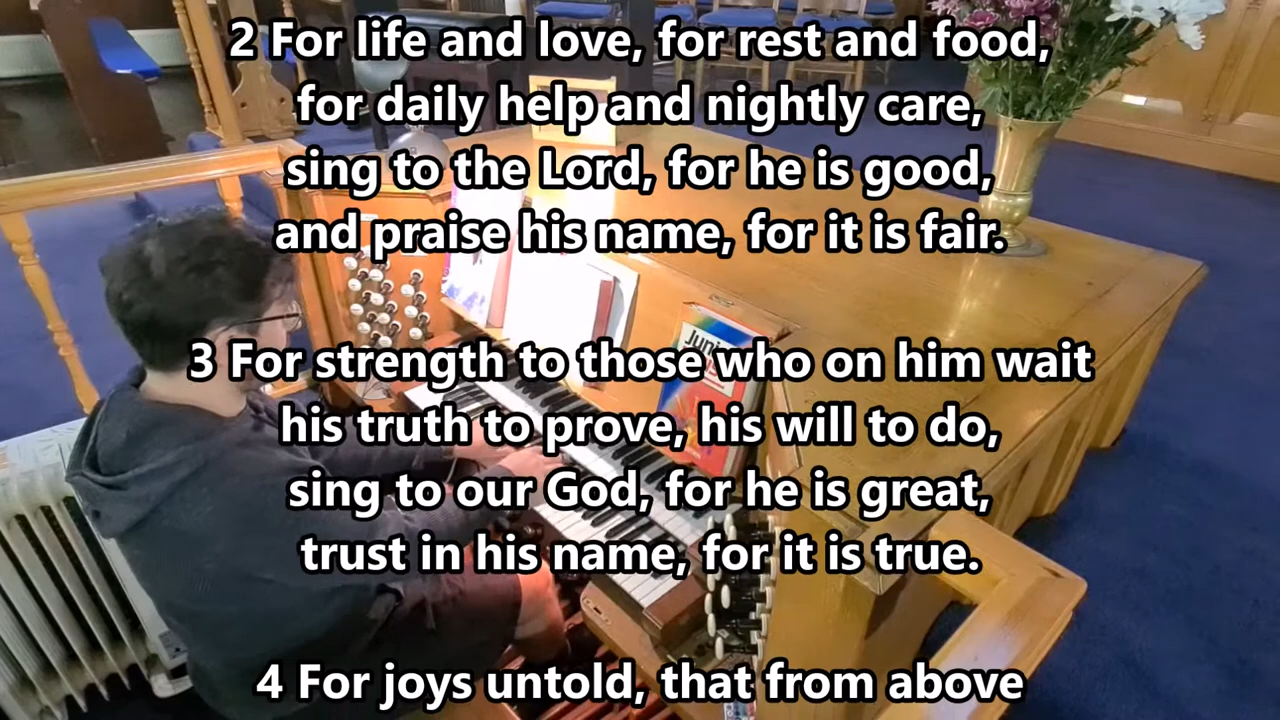 2 For life and love, for rest and food,
for daily help and nightly care,
sing to the Lord, for he is good,
and praise his name, for it is fair.
3 For strength to those who on him wait
his truth to prove, his will to do,
sing to our God, for he is great,
trust in his name, for it is true.
4 For joys untold, that from above